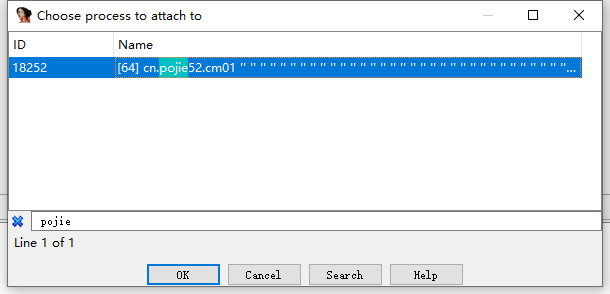 Choose process to attach to
ID Name
18252 [64] cn.pojie52.cm01 " " " " " " " " " " " " " " " " " " " " " " " " " " " " " " " " "...
pojie
Line 1 of 1
OK Cancel Search Help